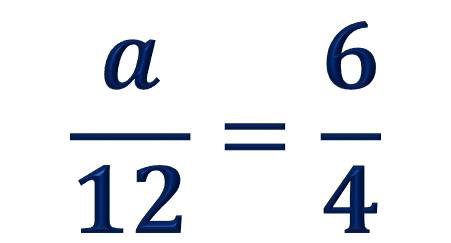 a/12 = 6/4